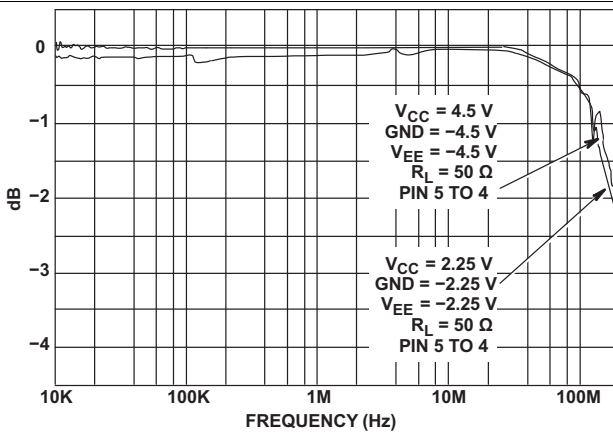 0
−1
−2
−3
−4
dB
VCC = 4.5 V
GND = −4.5 V
VEE = −4.5 V
RL = 50 Ω
PIN 5 TO 4
VCC = 2.25 V
GND = −2.25 V
VEE = −2.25 V
RL = 50 Ω
PIN 5 TO 4
10K 100K 1M 10M 100M
FREQUENCY (Hz)